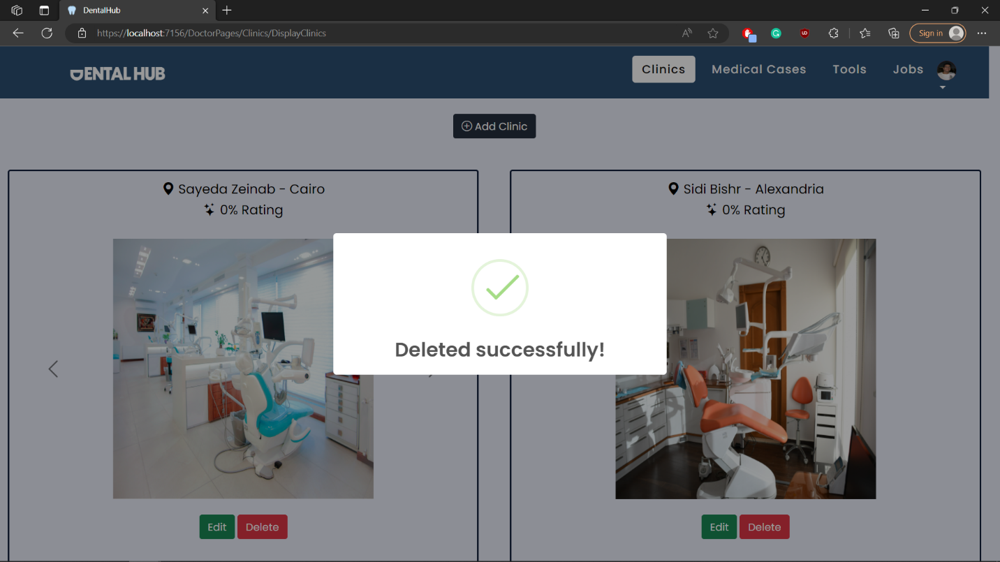 DentalHub
https://localhost:7156/DoctorPages/Clinics/DisplayClinics
Sign in
DENTAL HUB
Clinics
Medical Cases
Tools
Jobs
Add Clinic
Sayeda Zeinab - Cairo
0% Rating
Sidi Bishr - Alexandria
0% Rating
Deleted successfully!
Edit
Delete
Edit
Delete